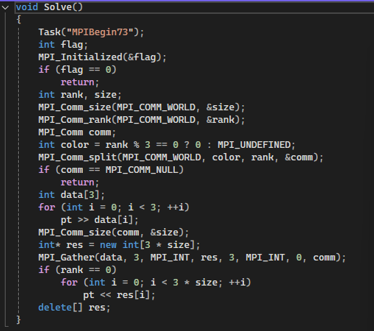 void Solve()
{
Task("MPIBegin73");
int flag;
MPI_Initialized(&flag);
if (flag == 0)
return;
int rank, size;
MPI_Comm_size(MPI_COMM_WORLD, &size);
MPI_Comm_rank(MPI_COMM_WORLD, &rank);
MPI_Comm comm;
int color = rank % 3 == 0 ? 0 : MPI_UNDEFINED;
MPI_Comm_split(MPI_COMM_WORLD, color, rank, &comm);
if (comm == MPI_COMM_NULL)
return;
int data[3];
for (int i = 0; i < 3; ++i)
pt >> data[i];
MPI_Comm_size(comm, &size);
int* res = new int[3 * size];
MPI_Gather(data, 3, MPI_INT, res, 3, MPI_INT, 0, comm);
if (rank == 0)
for (int i = 0; i < 3 * size; ++i)
pt << res[i];
delete[] res;
}